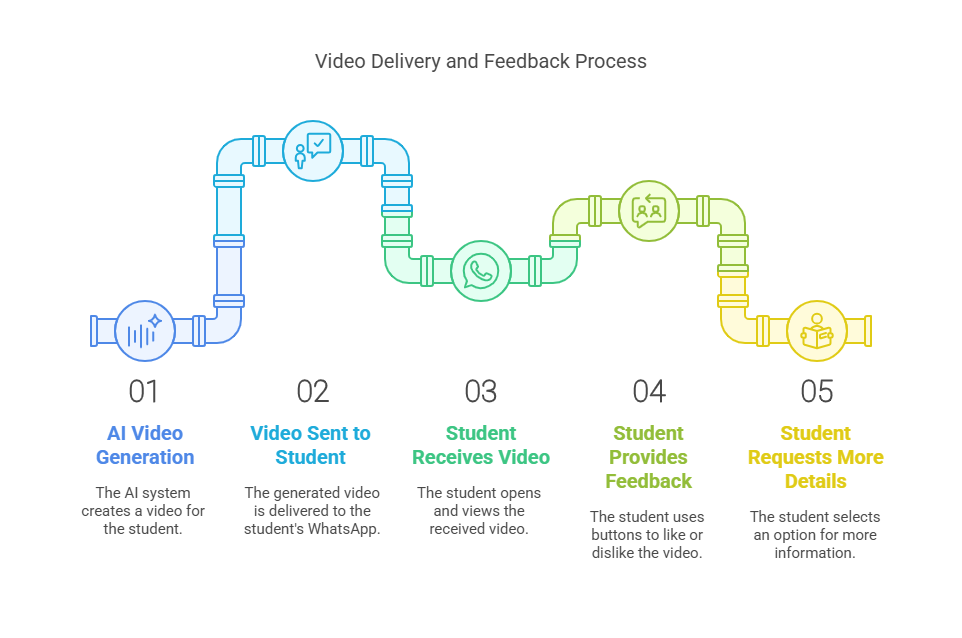 Video Delivery and Feedback Process
01
AI Video
Generation
The AI system
creates a video for
the student.
02
Video Sent to
Student
The generated video
is delivered to the
student's WhatsApp.
03
Student
Receives Video
The student opens
and views the
received video.
04
Student
Provides
Feedback
The student uses
buttons to like or
dislike the video.
05
Student
Requests More
Details
The student selects
an option for more
information.